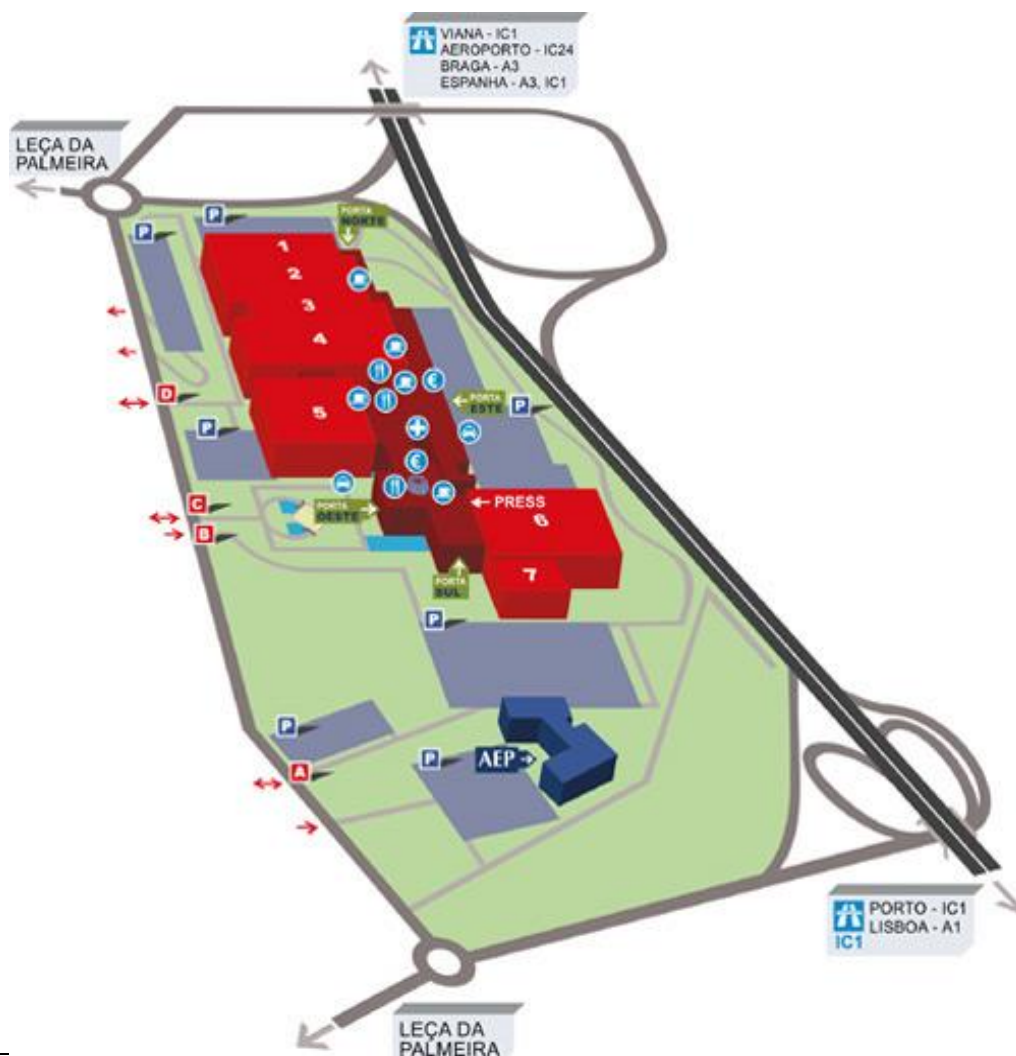 VIANA - IC1
AEROPORTO - IC24
BRAGA - A3
ESPANHA - A3, IC1
LEÇA DA
PALMEIRA
P
P
PORTA
NORTE
1
2
3
4
D
5
P
PORTA
ESTE
P
€
€
C
B
PORTA
OESTE
PRESS
6
7
PORTA
SUL
P
P
A
P
AEP
PORTO - IC1
LISBOA - A1
IC1
LEÇA DA
PALMEIRA